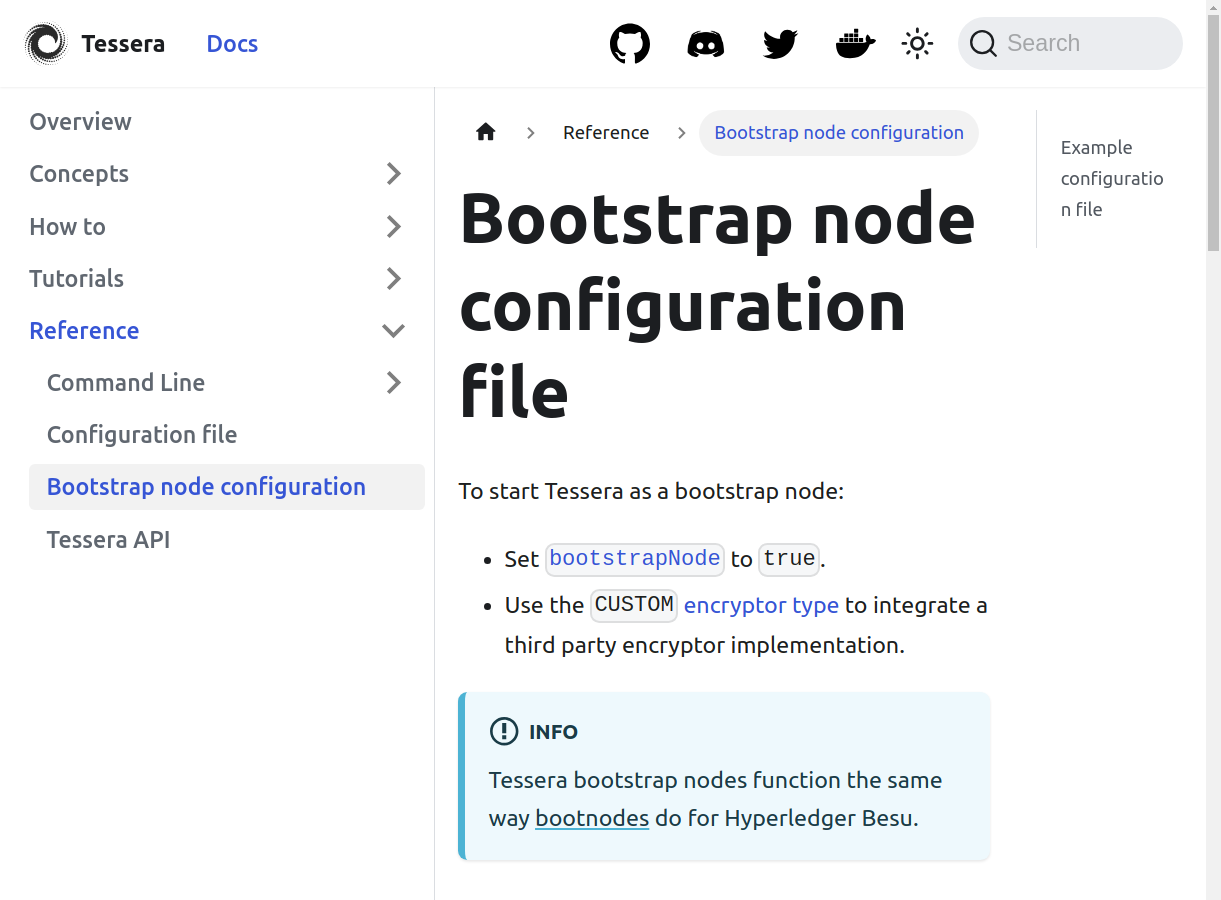 Tessera Docs Search
Overview
Concepts
How to
Tutorials
Reference
Command Line
Configuration file
Bootstrap node configuration
Tessera API
Reference Bootstrap node configuration
Bootstrap node
configuration
file
To start Tessera as a bootstrap node:
• Set bootstrapNode to true.
• Use the CUSTOM encryptor type to integrate a
third party encryptor implementation.
INFO
Tessera bootstrap nodes function the same
way bootnodes do for Hyperledger Besu.
Example
configuratio
n file